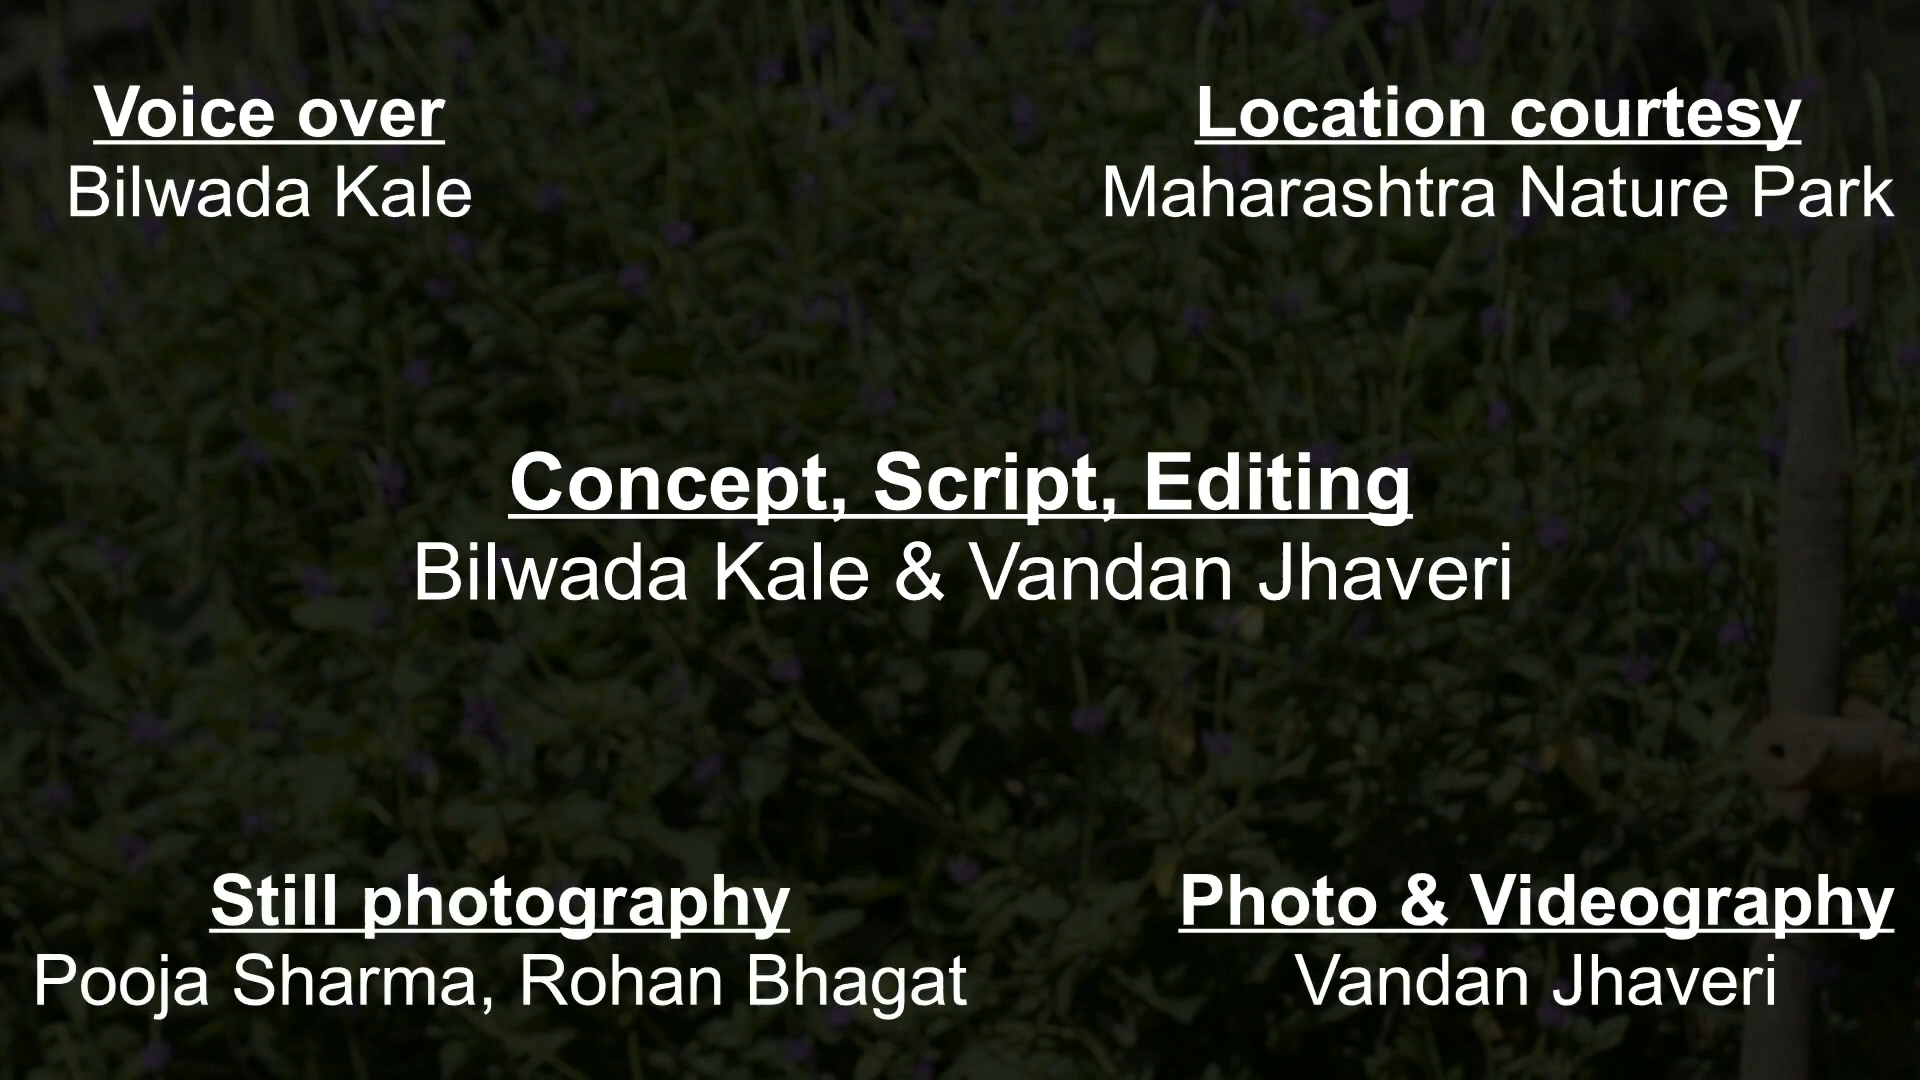 Voice over
Bilwada Kale
Location courtesy
Maharashtra Nature Park
Concept, Script, Editing
Bilwada Kale & Vandan Jhaveri
Still photography
Pooja Sharma, Rohan Bhagat
Photo & Videography
Vandan Jhaveri